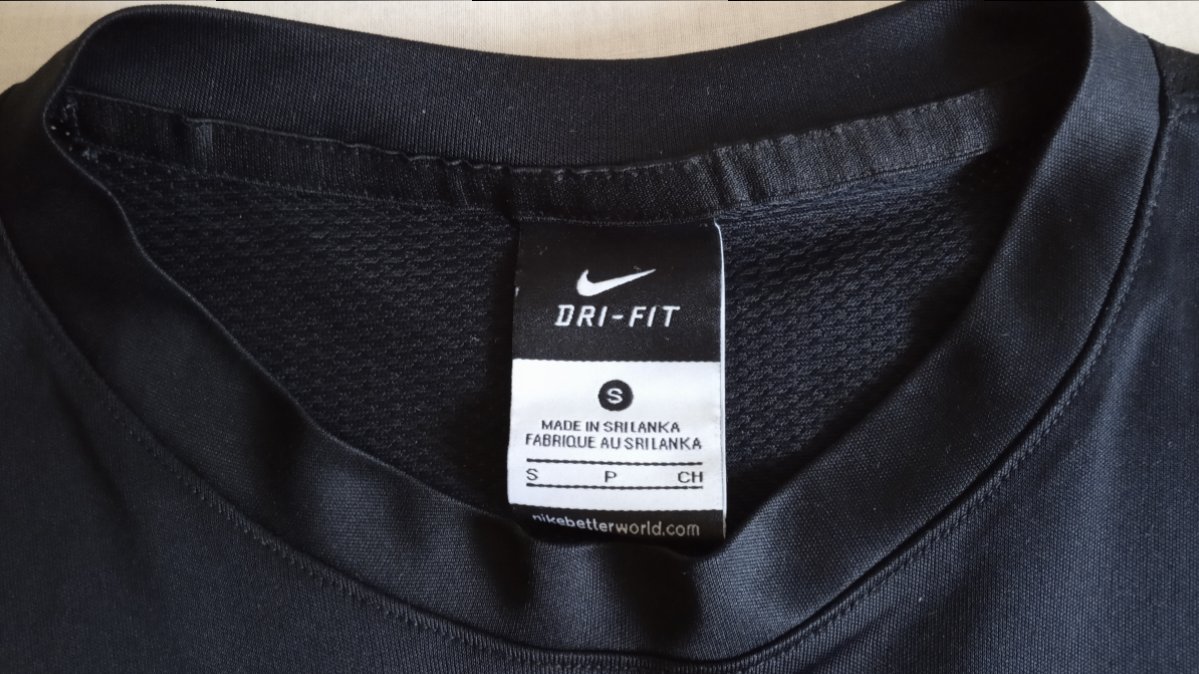 DRI-FIT
S
MADE IN SRI LANKA
FABRIQUE AU SRI LANKA
S P CH
nikebetterworld.com